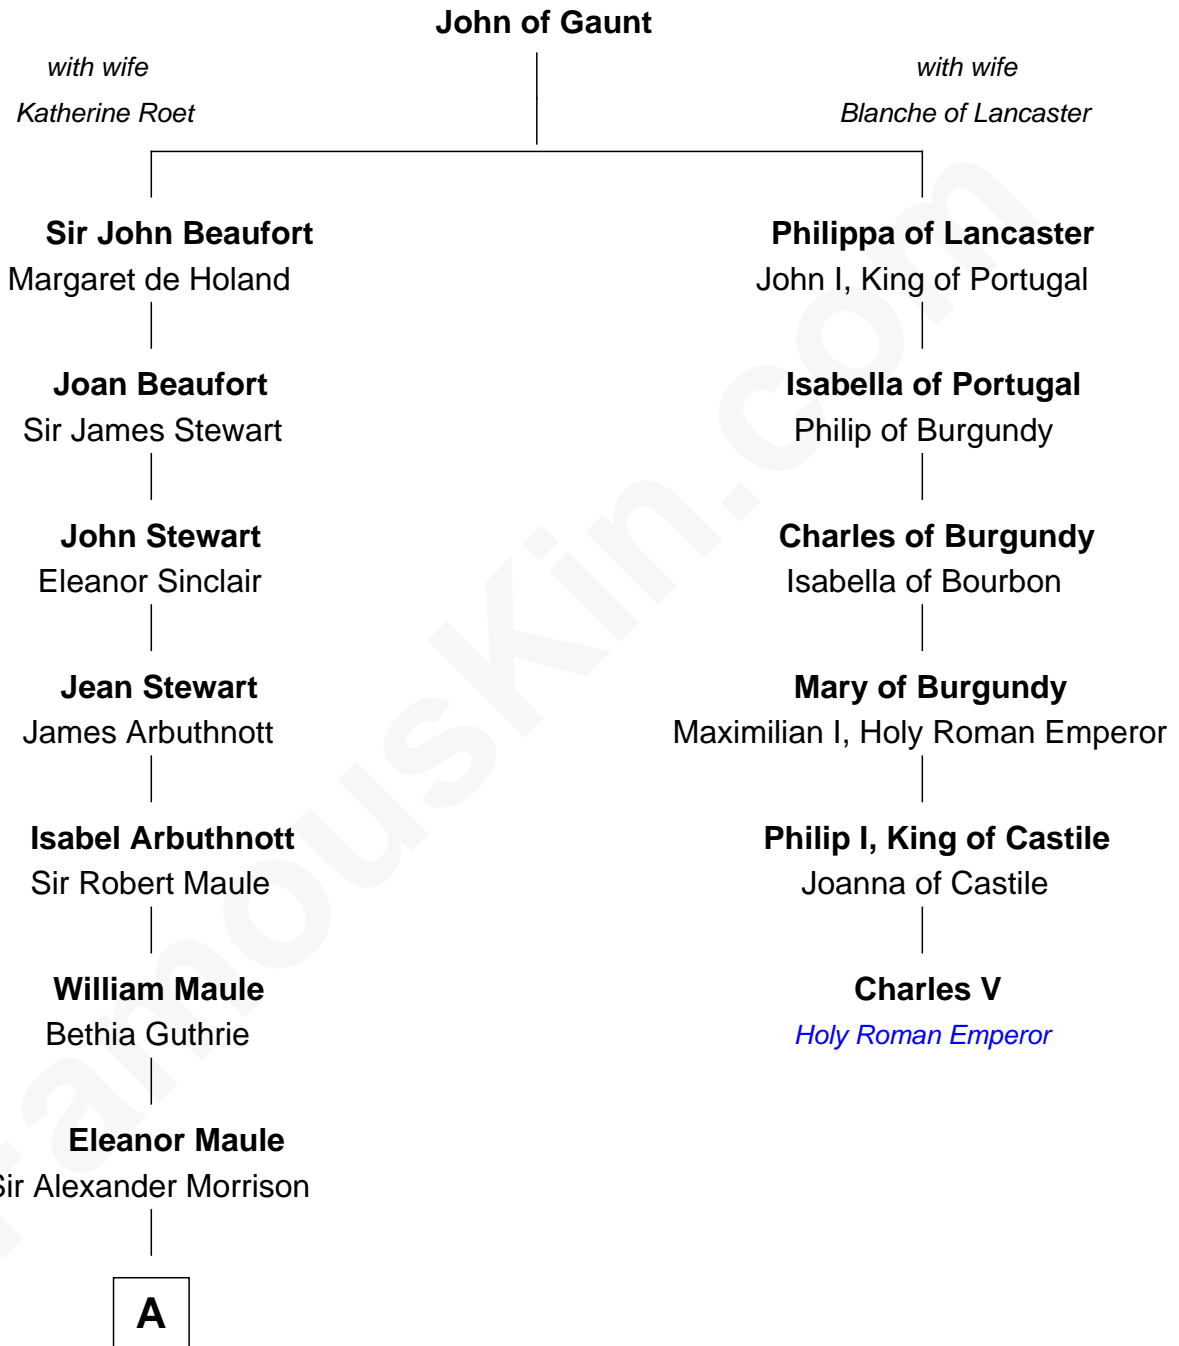 John of Gaunt
with wife
Katherine Roet
with wife
Blanche of Lancaster
Sir John Beaufort
Margaret de Holand
Philippa of Lancaster
John I, King of Portugal
Joan Beaufort
Sir James Stewart
Isabella of Portugal
Philip of Burgundy
John Stewart
Eleanor Sinclair
Charles of Burgundy
Isabella of Bourbon
Jean Stewart
James Arbuthnott
Mary of Burgundy
Maximilian I, Holy Roman Emperor
Isabel Arbuthnott
Sir Robert Maule
Philip I, King of Castile
Joanna of Castile
William Maule
Bethia Guthrie
Charles V
Holy Roman Emperor
Eleanor Maule
Sir Alexander Morrison
A
FamousKin.com